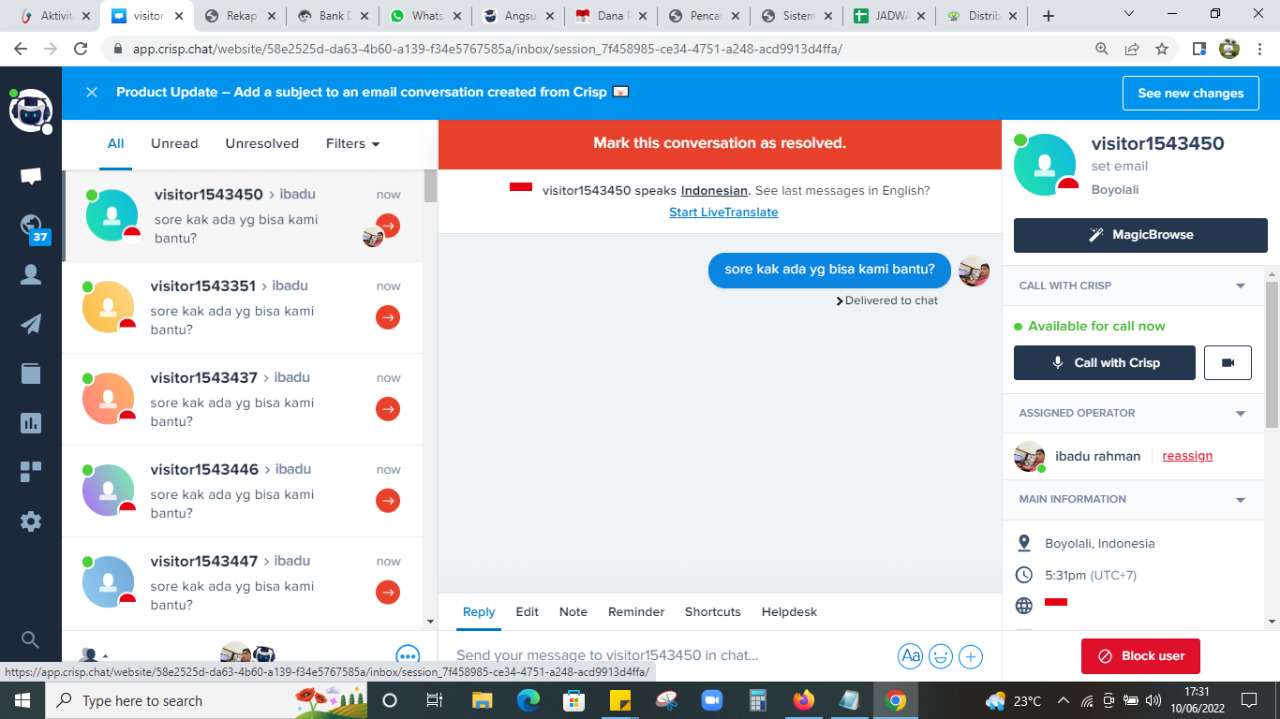 Aktivit
visitor
Rekap
Bank D
Whats
Angsu
Dana
Pencar
Sistem
JADWA
Distrib
app.crisp.chat/website/58e2525d-da63-4b60-a139-f34e5767585a/inbox/session_7f458985-ce34-4751-a248-acd9913d4ffa/
Product Update – Add a subject to an email conversation created from Crisp
See new changes
All Unread Unresolved Filters
37
visitor1543450 > ibadu now
sore kak ada yg bisa kami
bantu?
visitor1543351 > ibadu now
sore kak ada yg bisa kami
bantu?
visitor1543437 > ibadu now
sore kak ada yg bisa kami
bantu?
visitor1543446 > ibadu now
sore kak ada yg bisa kami
bantu?
visitor1543447 > ibadu now
sore kak ada yg bisa kami
bantu?
Mark this conversation as resolved.
visitor1543450 speaks Indonesian. See last messages in English?
Start LiveTranslate
sore kak ada yg bisa kami bantu?
Delivered to chat
Reply Edit Note Reminder Shortcuts Helpdesk
Send your message to visitor1543450 in chat...
Aa
visitor1543450
set email
Boyolali
MagicBrowse
CALL WITH CRISP
Available for call now
Call with Crisp
ASSIGNED OPERATOR
ibadu rahman reassign
MAIN INFORMATION
Boyolali, Indonesia
5:31pm (UTC+7)
Block user
https://app.crisp.chat/website/58e2525d-da63-4b60-a139-f34e5767585a/inbox/session_7f458985-ce34-4751-a248-acd9913d4ffa/
Type here to search
23°C
17:31
10/06/2022